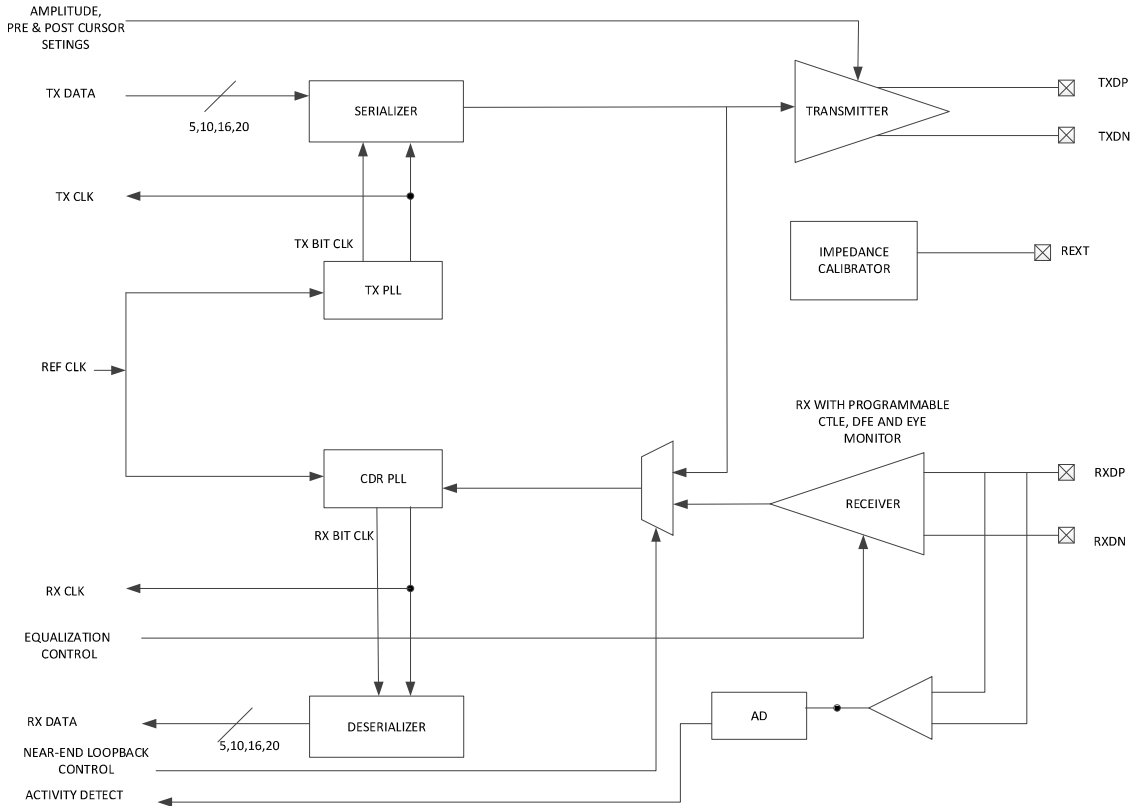 AMPLITUDE,
PRE & POST CURSOR
SETINGS
TX DATA
5,10,16,20
SERIALIZER
TRANSMITTER
TXDP
TXDN
TX CLK
TX BIT CLK
TX PLL
IMPEDANCE
CALIBRATOR
REXT
REF CLK
RX WITH PROGRAMMABLE
CTLE, DFE AND EYE
MONITOR
CDR PLL
RECEIVER
RXDP
RXDN
RX BIT CLK
RX CLK
EQUALIZATION
CONTROL
RX DATA
5,10,16,20
DESERIALIZER
AD
NEAR-END LOOPBACK
CONTROL
ACTIVITY DETECT